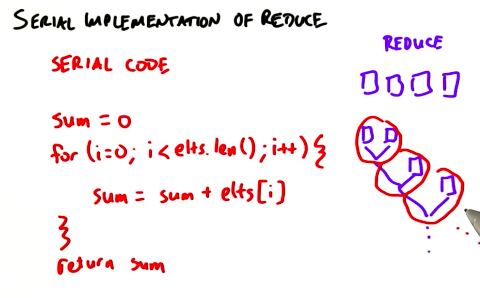 SERIAL IMPLEMENTATION OF REDUCE
REDUCE
SERIAL CODE
sum = 0
for (i=0; i<elts.len(); i++) {
sum = sum + elts[i]
}
return sum